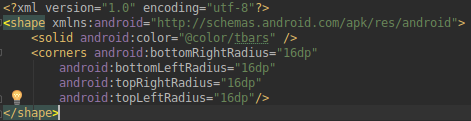 <?xml version="1.0" encoding="utf-8"?>
<shape xmlns:android="http://schemas.android.com/apk/res/android">
    <solid android:color="@color/tbars" />
    <corners android:bottomRightRadius="16dp"
        android:bottomLeftRadius="16dp"
        android:topRightRadius="16dp"
        android:topLeftRadius="16dp"/>
</shape>